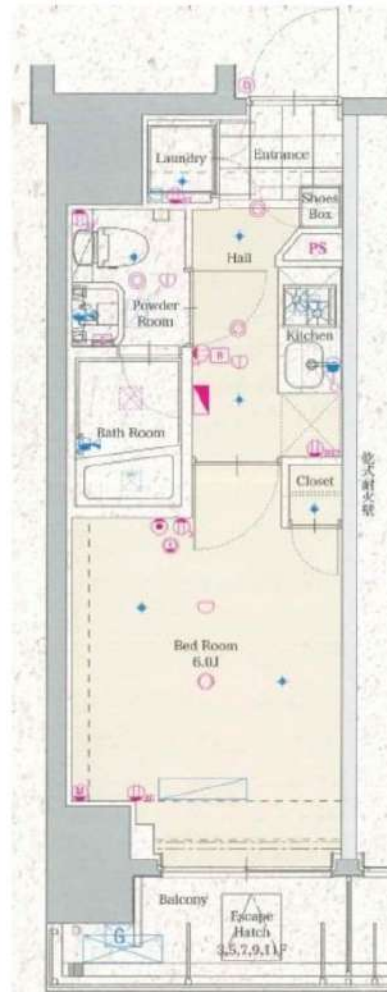 Laundry
Entrance
Shoes
Box
PS
Hall
Powder
Room
Kitchen
Bath Room
Closet
乾式耐火壁
Bed Room
6.0J
Balcony
G
Escape
Hatch
3,5,7,9,11F